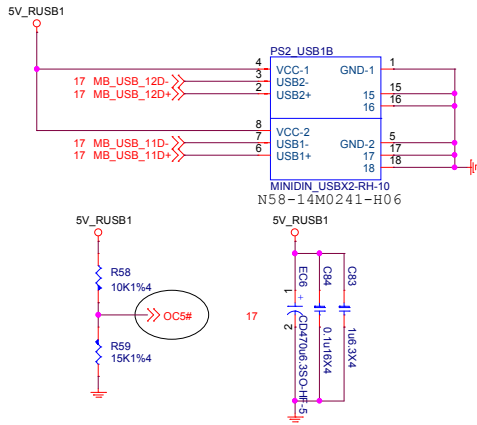 5V_RUSB1
PS2_USB1B
4 VCC-1 GND-1 1
17 MB_USB_12D- 3 USB2-
17 MB_USB_12D+ 2 USB2+ 15 15
16 16
8 VCC-2
17 MB_USB_11D- 7 USB1- GND-2 5
17 MB_USB_11D+ 6 USB1+ 17 17
18 18
MINIDIN_USBX2-RH-10
N58-14M0241-H06
5V_RUSB1
R58
10K1%4
OC5# 17
R59
15K1%4
5V_RUSB1
1
2
+
EC6
CD470u6.3SO-HF-5
C84
0.1u16X4
C83
1u6.3X4